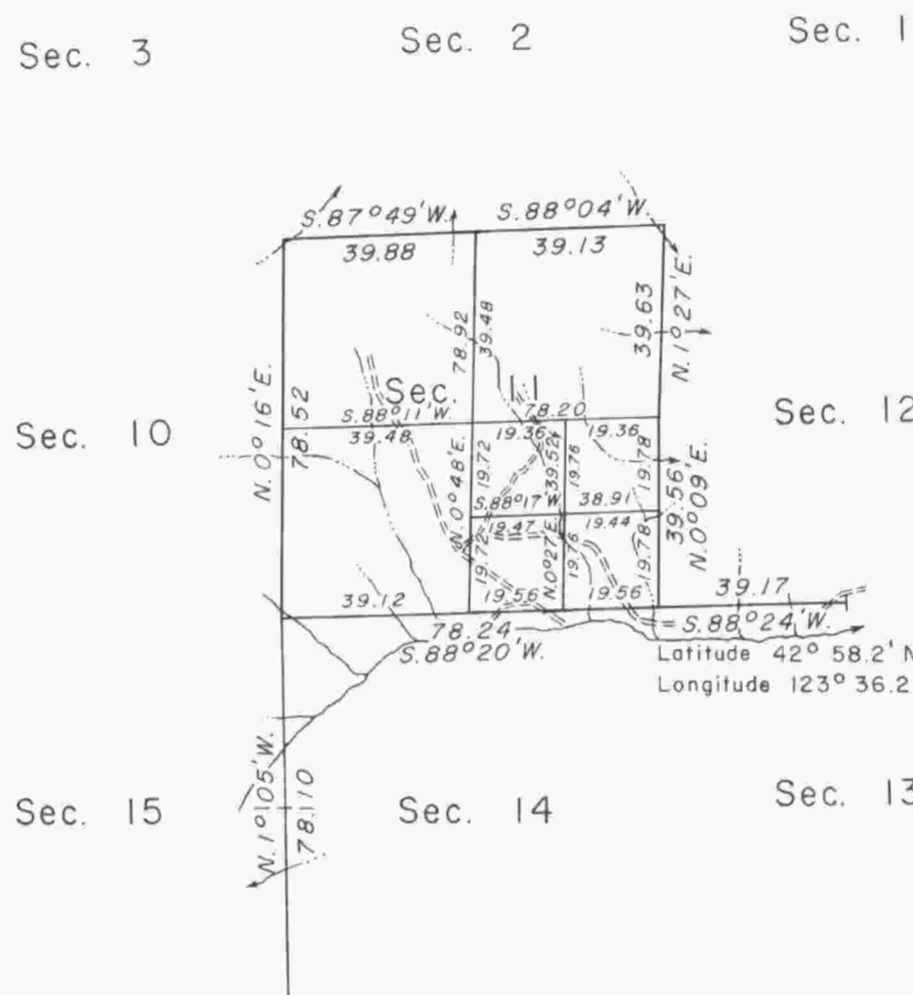 Sec. 3
Sec. 2
Sec. 1
S.87°49'W.
S.88°04'W.
39.88
39.13
N.1°27'E.
39.63
78.92
39.48
Sec. 11
Sec. 10
Sec. 12
N.0°16'E.
78.52
S.88°11'W.
78.20
39.48
19.36
19.36
N.0°48'E.
19.72
39.52
19.76
19.78
39.56
N.0°09'E.
S.88°17'W.
38.91
19.47
19.44
19.72
N.0°27'E.
19.76
19.78
39.12
19.56
19.56
39.17
78.24
S.88°24'W.
S.88°20'W.
Latitude 42° 58.2' N
Longitude 123° 36.2
N.1°05'W.
78.10
Sec. 15
Sec. 14
Sec. 13